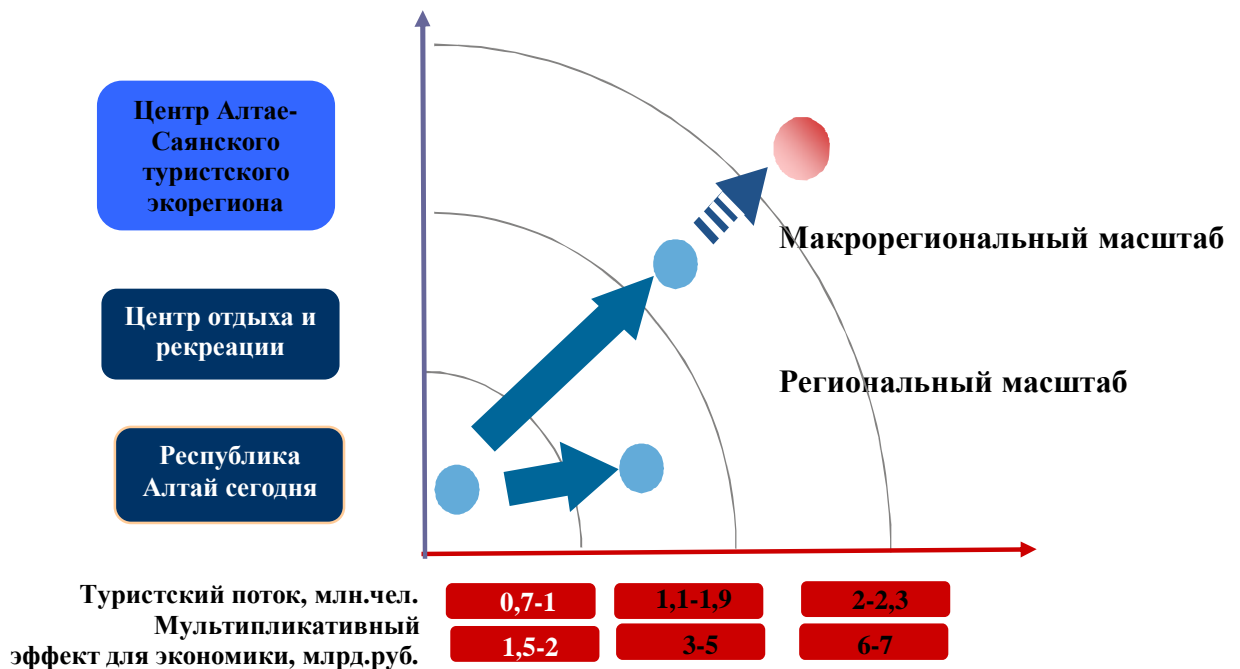 Центр Алтае-
Саянского
туристского
экорегиона
Макрорегиональный масштаб
Центр отдыха и
рекреации
Региональный масштаб
Республика
Алтай сегодня
Туристский поток, млн.чел.
0,7-1
1,1-1,9
2-2,3
Мультипликативный
эффект для экономики, млрд.руб.
1,5-2
3-5
6-7